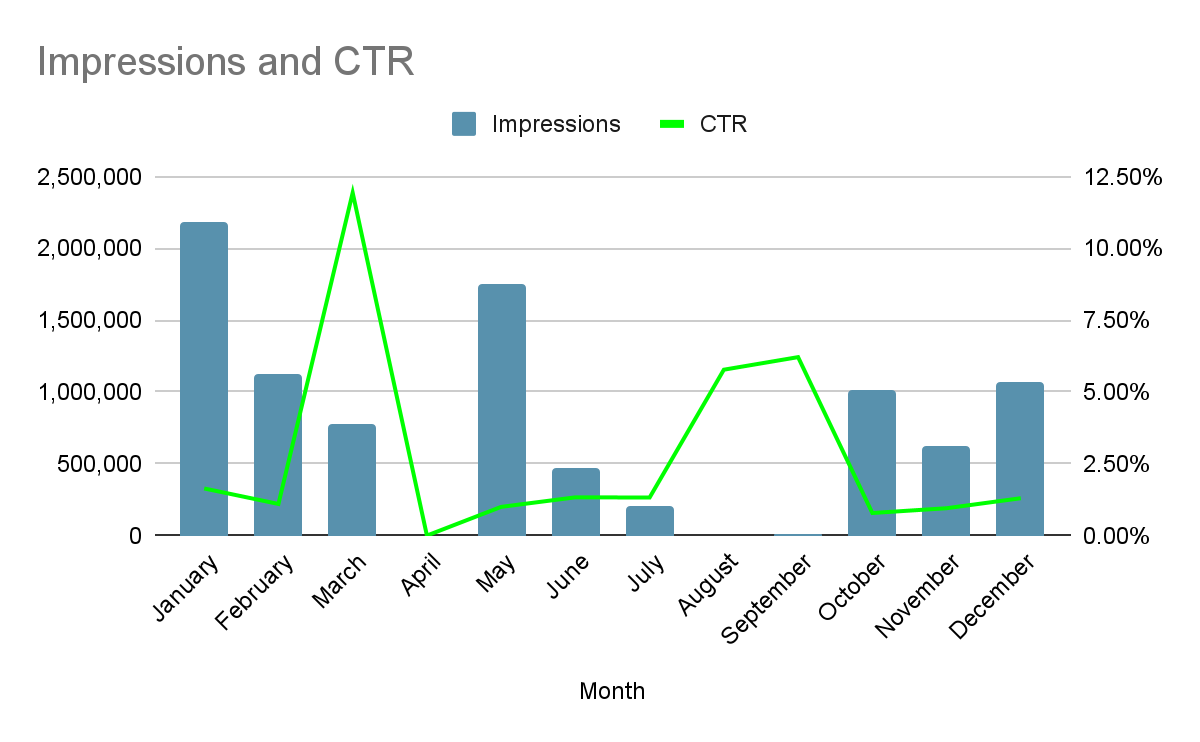 Impressions and CTR
Impressions CTR
2,500,000 12.50%
2,000,000 10.00%
1,500,000 7.50%
1,000,000 5.00%
500,000 2.50%
0 0.00%
January February March April May June July August September October November December
Month